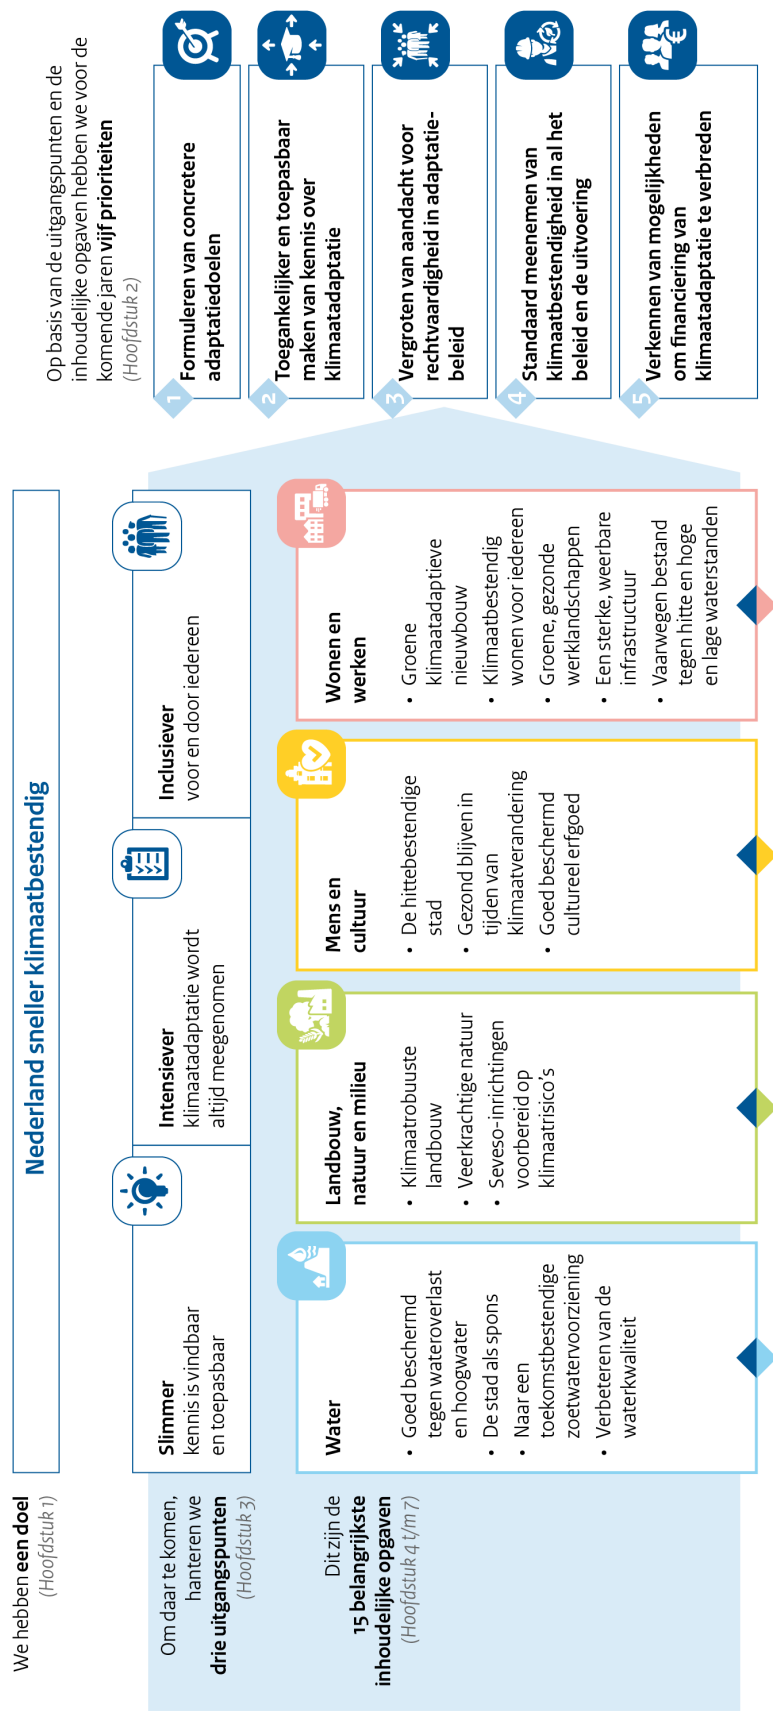 We hebben een doel
(Hoofdstuk 1)
Nederland sneller klimaatbestendig
Om daar te komen,
hanteren we
drie uitgangspunten
(Hoofdstuk 3)
Slimmer
kennis is vindbaar
en toepasbaar
Intensiever
klimaatadaptatie wordt
altijd meegenomen
Inclusiever
voor en door iedereen
Dit zijn de
15 belangrijkste
inhoudelijke opgaven
(Hoofdstuk 4 t/m 7)
Water
• Goed beschermd
tegen wateroverlast
en hoogwater
• De stad als spons
• Naar een
toekomstbestendige
zoetwatervoorziening
• Verbeteren van de
waterkwaliteit
Landbouw,
natuur en milieu
• Klimaatrobuuste
landbouw
• Veerkrachtige natuur
• Seveso-inrichtingen
voorbereid op
klimaatrisico’s
Mens en
cultuur
• De hittebestendige
stad
• Gezond blijven in
tijden van
klimaatverandering
• Goed beschermd
cultureel erfgoed
Wonen en
werken
• Groene
klimaatadaptieve
nieuwbouw
• Klimaatbestendig
wonen voor iedereen
• Groene, gezonde
werklandschappen
• Een sterke, weerbare
infrastructuur
• Vaarwegen bestand
tegen hitte en hoge
en lage waterstanden
Op basis van de uitgangspunten en de
inhoudelijke opgaven hebben we voor de
komende jaren vijf prioriteiten
(Hoofdstuk 2)
1
Formuleren van concretere
adaptatiedoelen
2
Toegankelijker en toepasbaar
maken van kennis over
klimaatadaptatie
3
Vergroten van aandacht voor
rechtvaardigheid in adaptatie-
beleid
4
Standaard meenemen van
klimaatbestendigheid in al het
beleid en de uitvoering
5
Verkennen van mogelijkheden
om financiering van
klimaatadaptatie te verbreden